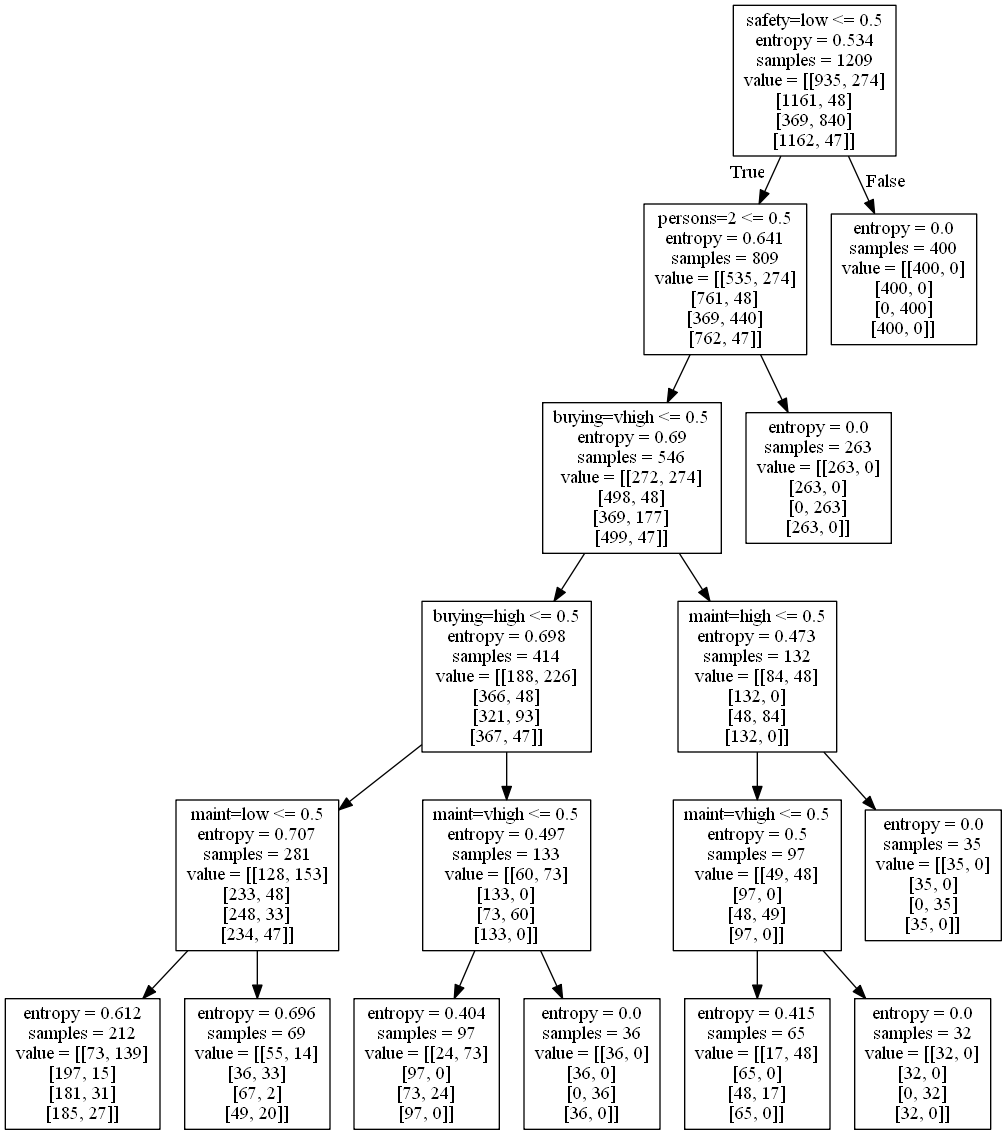 safety=low <= 0.5
entropy = 0.534
samples = 1209
value = [[935, 274]
[1161, 48]
[369, 840]
[1162, 47]]
True
False
persons=2 <= 0.5
entropy = 0.641
samples = 809
value = [[535, 274]
[761, 48]
[369, 440]
[762, 47]]
entropy = 0.0
samples = 400
value = [[400, 0]
[400, 0]
[0, 400]
[400, 0]]
buying=vhigh <= 0.5
entropy = 0.69
samples = 546
value = [[272, 274]
[498, 48]
[369, 177]
[499, 47]]
entropy = 0.0
samples = 263
value = [[263, 0]
[263, 0]
[0, 263]
[263, 0]]
buying=high <= 0.5
entropy = 0.698
samples = 414
value = [[188, 226]
[366, 48]
[321, 93]
[367, 47]]
maint=high <= 0.5
entropy = 0.473
samples = 132
value = [[84, 48]
[132, 0]
[48, 84]
[132, 0]]
maint=low <= 0.5
entropy = 0.707
samples = 281
value = [[128, 153]
[233, 48]
[248, 33]
[234, 47]]
maint=vhigh <= 0.5
entropy = 0.497
samples = 133
value = [[60, 73]
[133, 0]
[73, 60]
[133, 0]]
maint=vhigh <= 0.5
entropy = 0.5
samples = 97
value = [[49, 48]
[97, 0]
[48, 49]
[97, 0]]
entropy = 0.0
samples = 35
value = [[35, 0]
[35, 0]
[0, 35]
[35, 0]]
entropy = 0.612
samples = 212
value = [[73, 139]
[197, 15]
[181, 31]
[185, 27]]
entropy = 0.696
samples = 69
value = [[55, 14]
[36, 33]
[67, 2]
[49, 20]]
entropy = 0.404
samples = 97
value = [[24, 73]
[97, 0]
[73, 24]
[97, 0]]
entropy = 0.0
samples = 36
value = [[36, 0]
[36, 0]
[0, 36]
[36, 0]]
entropy = 0.415
samples = 65
value = [[17, 48]
[65, 0]
[48, 17]
[65, 0]]
entropy = 0.0
samples = 32
value = [[32, 0]
[32, 0]
[0, 32]
[32, 0]]